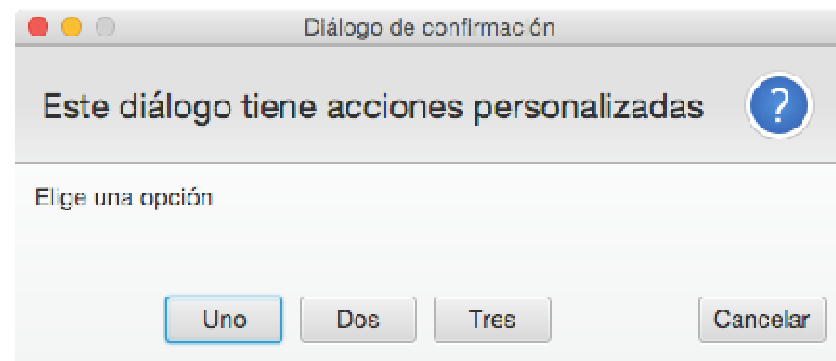 Diálogo de confirmación
Este diálogo tiene acciones personalizadas
?
Elige una opción
Uno Dos Tres Cancelar